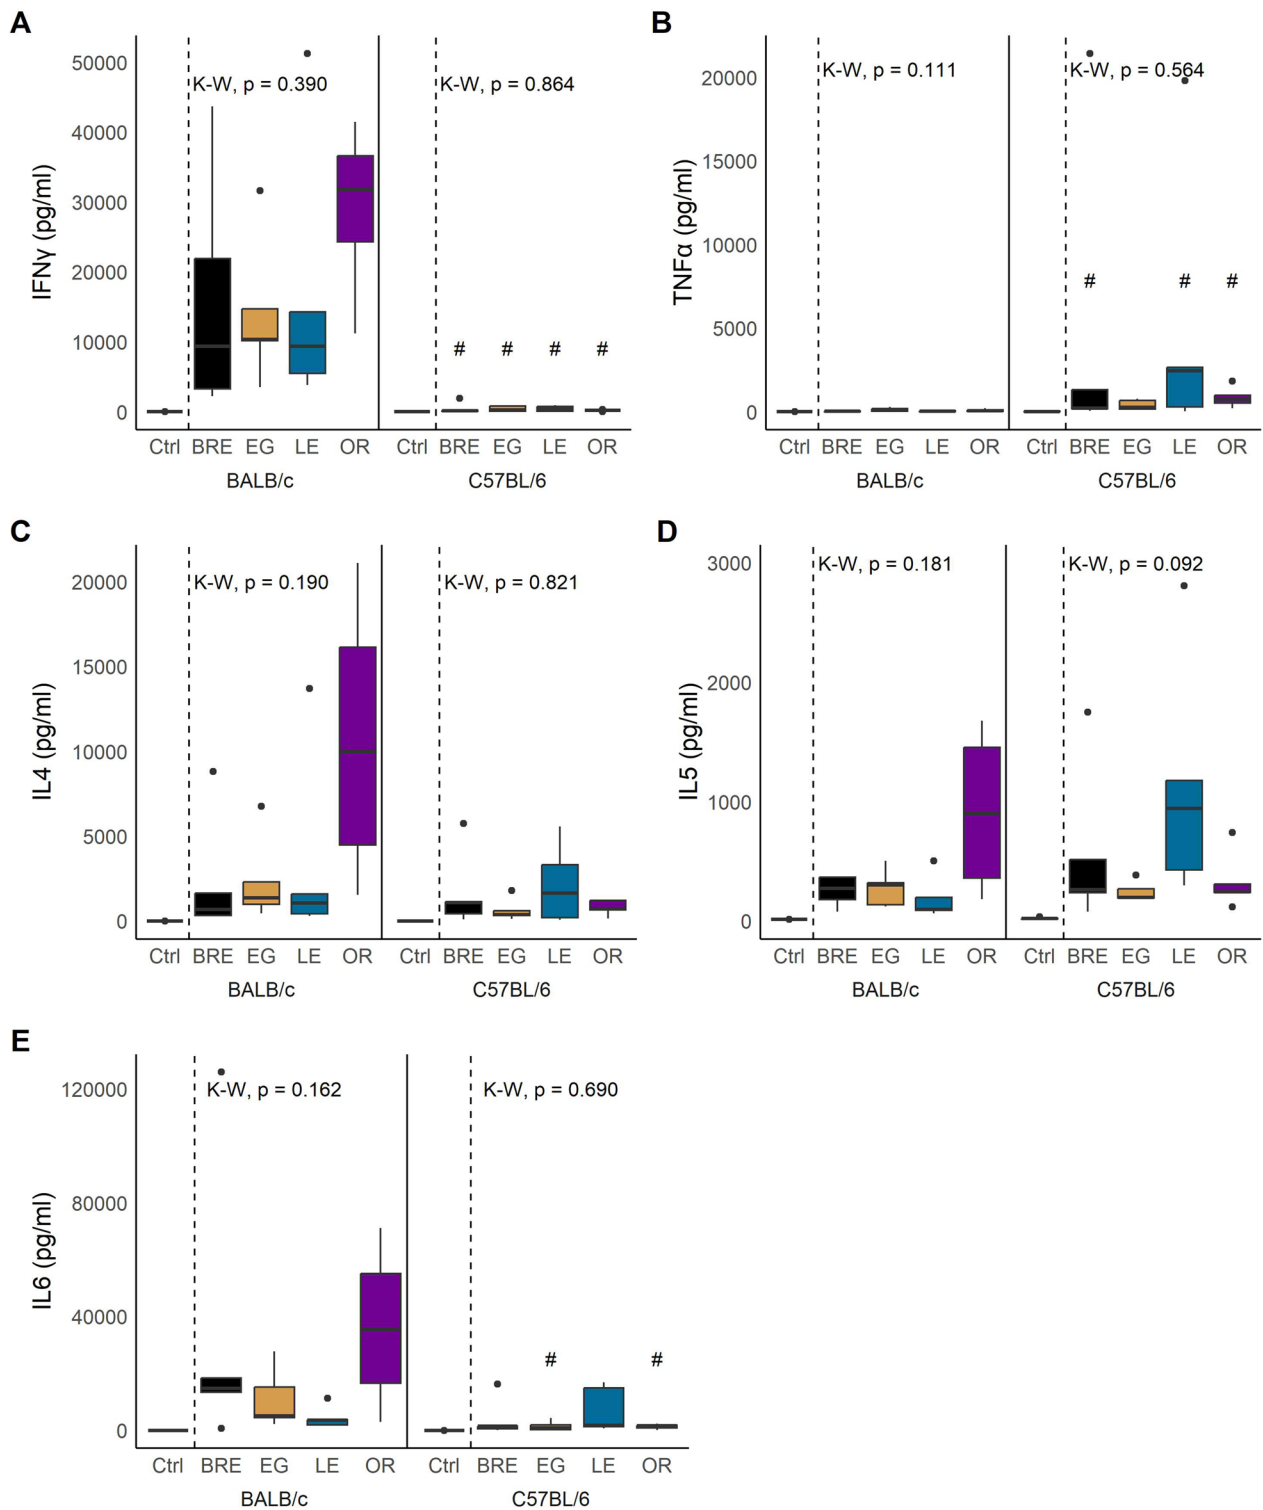 A
IFNγ (pg/ml)
50000
40000
30000
20000
10000
0
K-W, p = 0.390
K-W, p = 0.864
# # # #
Ctrl BRE EG LE OR Ctrl BRE EG LE OR
BALB/c C57BL/6
B
TNFα (pg/ml)
20000
15000
10000
5000
0
K-W, p = 0.111
K-W, p = 0.564
# # #
Ctrl BRE EG LE OR Ctrl BRE EG LE OR
BALB/c C57BL/6
C
IL4 (pg/ml)
20000
15000
10000
5000
0
K-W, p = 0.190
K-W, p = 0.821
Ctrl BRE EG LE OR Ctrl BRE EG LE OR
BALB/c C57BL/6
D
IL5 (pg/ml)
3000
2000
1000
0
K-W, p = 0.181
K-W, p = 0.092
Ctrl BRE EG LE OR Ctrl BRE EG LE OR
BALB/c C57BL/6
E
IL6 (pg/ml)
120000
80000
40000
0
K-W, p = 0.162
K-W, p = 0.690
# #
Ctrl BRE EG LE OR Ctrl BRE EG LE OR
BALB/c C57BL/6